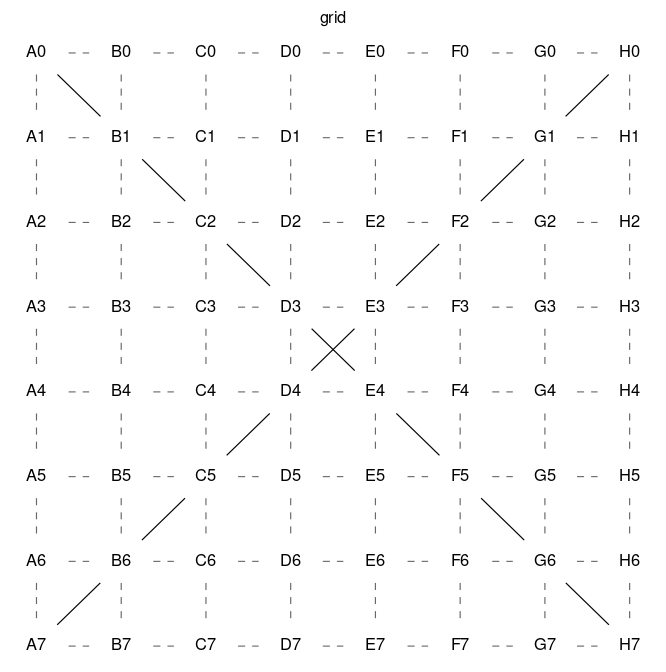 grid
A0 B0 C0 D0 E0 F0 G0 H0
A1 B1 C1 D1 E1 F1 G1 H1
A2 B2 C2 D2 E2 F2 G2 H2
A3 B3 C3 D3 E3 F3 G3 H3
A4 B4 C4 D4 E4 F4 G4 H4
A5 B5 C5 D5 E5 F5 G5 H5
A6 B6 C6 D6 E6 F6 G6 H6
A7 B7 C7 D7 E7 F7 G7 H7